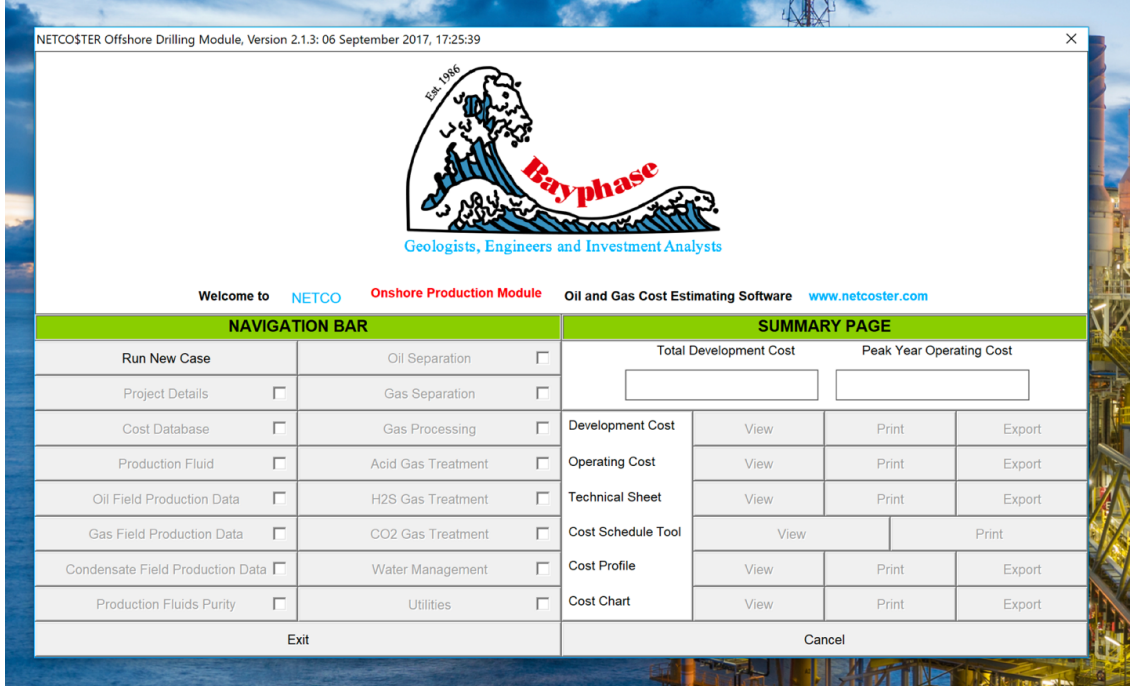 NETCO$TER Offshore Drilling Module, Version 2.1.3: 06 September 2017, 17:25:39
Est. 1986
Bayphase
Geologists, Engineers and Investment Analysts
Welcome to NETCO Onshore Production Module Oil and Gas Cost Estimating Software www.netcoster.com
NAVIGATION BAR
Run New Case
Oil Separation
Project Details
Gas Separation
Cost Database
Gas Processing
Production Fluid
Acid Gas Treatment
Oil Field Production Data
H2S Gas Treatment
Gas Field Production Data
CO2 Gas Treatment
Condensate Field Production Data
Water Management
Production Fluids Purity
Utilities
Exit
SUMMARY PAGE
Total Development Cost Peak Year Operating Cost
Development Cost View Print Export
Operating Cost View Print Export
Technical Sheet View Print Export
Cost Schedule Tool View Print
Cost Profile View Print Export
Cost Chart View Print Export
Cancel